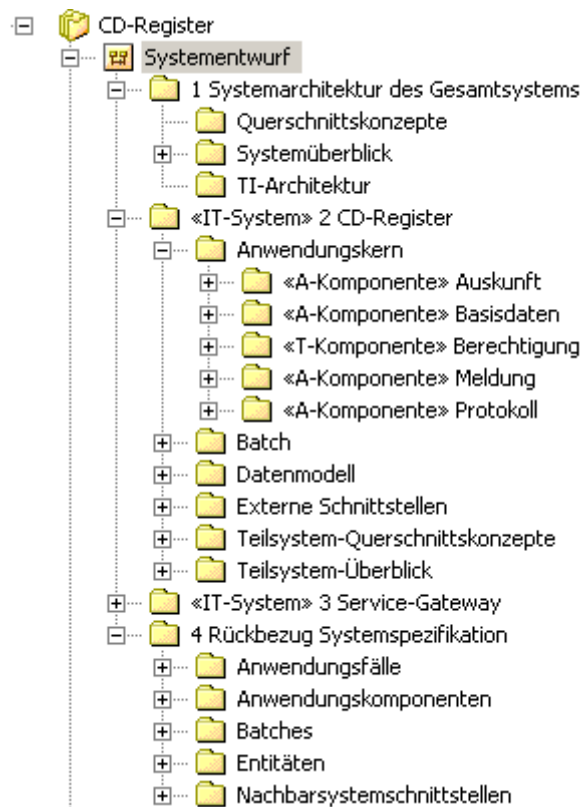 CD-Register
Systementwurf
1 Systemarchitektur des Gesamtsystems
Querschnittskonzepte
Systemüberblick
TI-Architektur
«IT-System» 2 CD-Register
Anwendungskern
«A-Komponente» Auskunft
«A-Komponente» Basisdaten
«T-Komponente» Berechtigung
«A-Komponente» Meldung
«A-Komponente» Protokoll
Batch
Datenmodell
Externe Schnittstellen
Teilsystem-Querschnittskonzepte
Teilsystem-Überblick
«IT-System» 3 Service-Gateway
4 Rückbezug Systemspezifikation
Anwendungsfälle
Anwendungskomponenten
Batches
Entitäten
Nachbarsystemschnittstellen